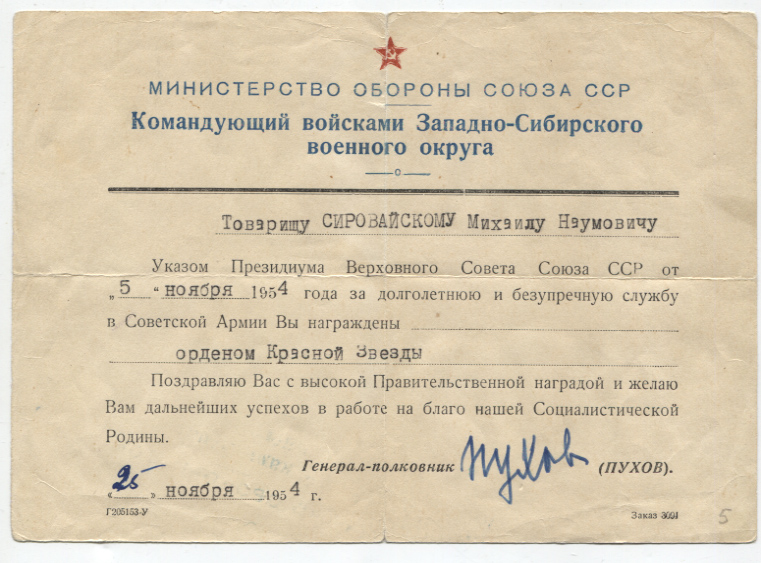 МИНИСТЕРСТВО ОБОРОНЫ СОЮЗА ССР
Командующий войсками Западно-Сибирского
военного округа
Товарищу СИРОВАЙСКОМУ Михаилу Наумовичу
Указом Президиума Верховного Совета Союза ССР от
„5 “ ноября 1954 года за долголетнюю и безупречную службу
в Советской Армии Вы награждены
орденом Красной Звезды
Поздравляю Вас с высокой Правительственной наградой и желаю
Вам дальнейших успехов в работе на благо нашей Социалистической
Родины.
Генерал-полковник Пухов (ПУХОВ).
«25» ноября 1954 г.
Г205153-У Заказ 5